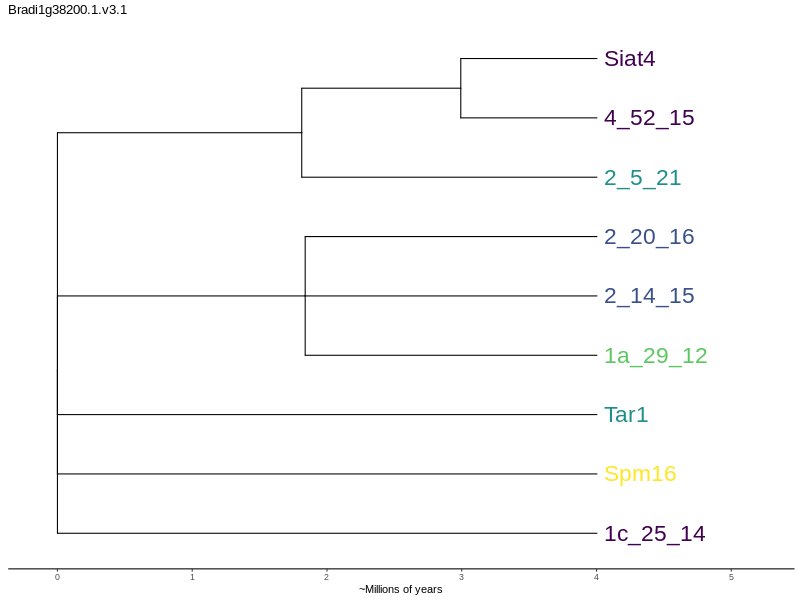 Bradi1g38200.1.v3.1
Siat4
4_52_15
2_5_21
2_20_16
2_14_15
1a_29_12
Tar1
Spm16
1c_25_14
0 1 2 3 4 5
~Millions of years